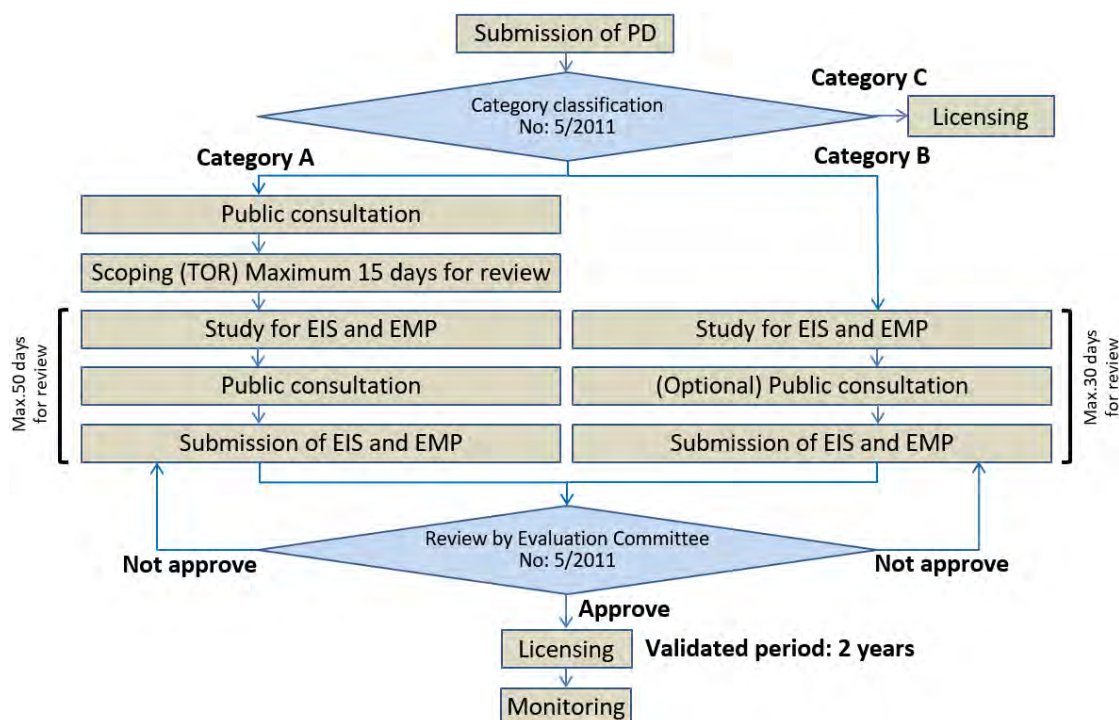 Submission of PD
Category classification
No: 5/2011
Category C
Licensing
Category A
Category B
Public consultation
Scoping (TOR) Maximum 15 days for review
Max.50 days
for review
Study for EIS and EMP
Public consultation
Submission of EIS and EMP
Study for EIS and EMP
(Optional) Public consultation
Submission of EIS and EMP
Max.30 days
for review
Review by Evaluation Committee
No: 5/2011
Not approve
Not approve
Approve
Licensing
Validated period: 2 years
Monitoring